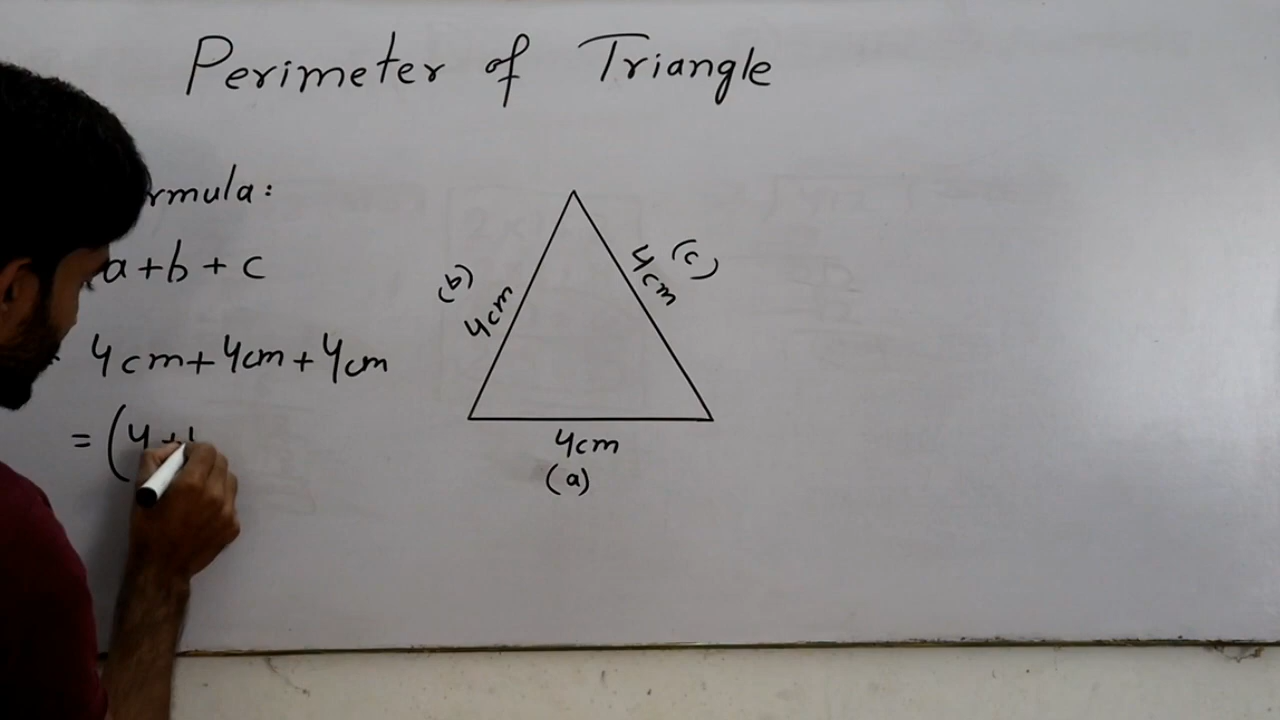 Perimeter of Triangle
rmula:
a+b+c
4cm+4cm+4cm
= (4+
(b)
4cm
4cm
(c)
4cm
(a)